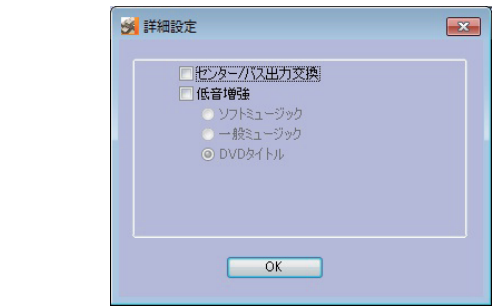 詳細設定
センター/バス出力交換
低音増強
ソフトミュージック
一般ミュージック
DVDタイトル
OK